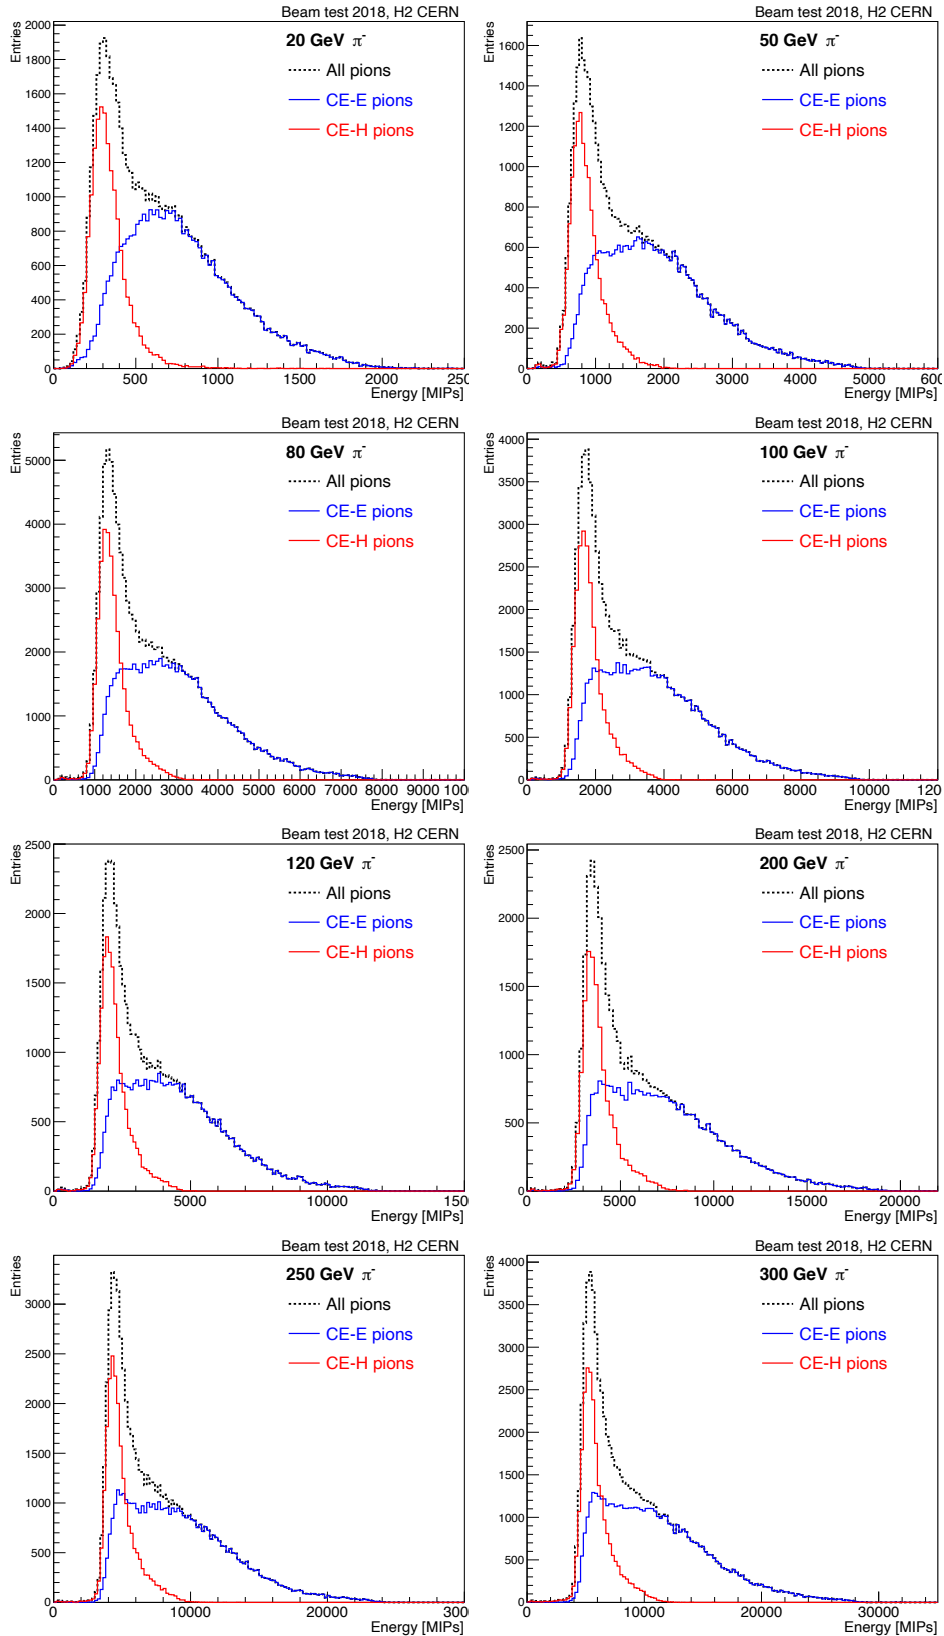 Beam test 2018, H2 CERN
Entries
20 GeV π⁻
All pions
CE-E pions
CE-H pions
2000
1800
1600
1400
1200
1000
800
600
400
200
0
0 500 1000 1500 2000 250
Energy [MIPs]
Beam test 2018, H2 CERN
Entries
50 GeV π⁻
All pions
CE-E pions
CE-H pions
1600
1400
1200
1000
800
600
400
200
0
0 1000 2000 3000 4000 5000 600
Energy [MIPs]
Beam test 2018, H2 CERN
Entries
80 GeV π⁻
All pions
CE-E pions
CE-H pions
5000
4000
3000
2000
1000
0
0 1000 2000 3000 4000 5000 6000 7000 8000 9000 100
Energy [MIPs]
Beam test 2018, H2 CERN
Entries
100 GeV π⁻
All pions
CE-E pions
CE-H pions
4000
3500
3000
2500
2000
1500
1000
500
0
0 2000 4000 6000 8000 10000 120
Energy [MIPs]
Beam test 2018, H2 CERN
Entries
120 GeV π⁻
All pions
CE-E pions
CE-H pions
2500
2000
1500
1000
500
0
0 5000 10000 150
Energy [MIPs]
Beam test 2018, H2 CERN
Entries
200 GeV π⁻
All pions
CE-E pions
CE-H pions
2500
2000
1500
1000
500
0
0 5000 10000 15000 20000
Energy [MIPs]
Beam test 2018, H2 CERN
Entries
250 GeV π⁻
All pions
CE-E pions
CE-H pions
3000
2500
2000
1500
1000
500
0
0 10000 20000 300
Energy [MIPs]
Beam test 2018, H2 CERN
Entries
300 GeV π⁻
All pions
CE-E pions
CE-H pions
4000
3500
3000
2500
2000
1500
1000
500
0
0 10000 20000 30000
Energy [MIPs]